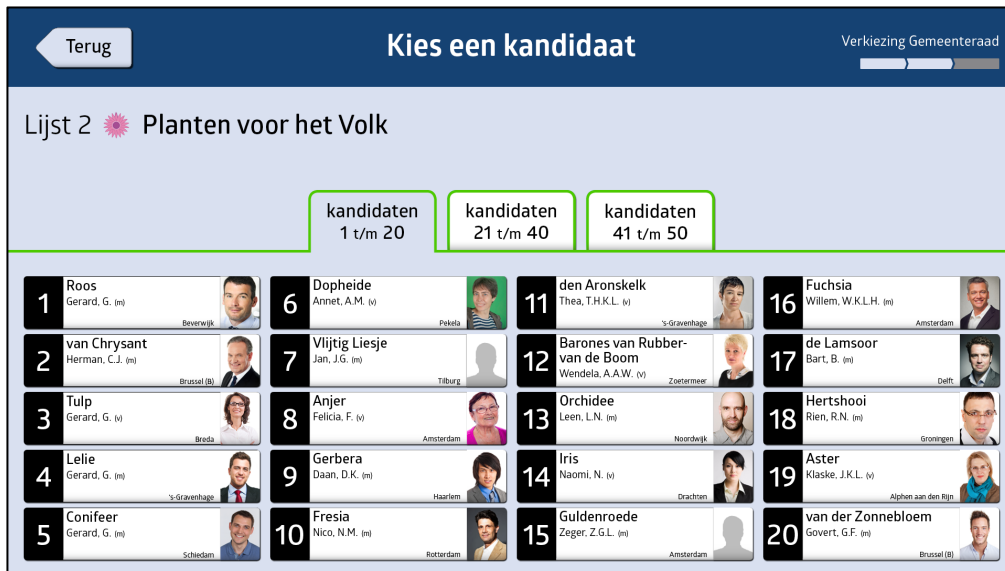 Terug
Kies een kandidaat
Verkiezing Gemeenteraad
Lijst 2 Planten voor het Volk
kandidaten
1 t/m 20
kandidaten
21 t/m 40
kandidaten
41 t/m 50
1
Roos
Gerard, G. (m)
Beverwijk
2
van Chrysant
Herman, C.J. (m)
Brussel (B)
3
Tulp
Gerard, G. (v)
Breda
4
Lelie
Gerard, G. (m)
's-Gravenhage
5
Conifeer
Gerard, G. (m)
Schiedam
6
Dopheide
Annet, A.M. (v)
Pekela
7
Vlijtig Liesje
Jan, J.G. (m)
Tilburg
8
Anjer
Felicia, F. (v)
Amsterdam
9
Gerbera
Daan, D.K. (m)
Haarlem
10
Fresia
Nico, N.M. (m)
Rotterdam
11
den Aronskelk
Thea, T.H.K.L. (v)
's-Gravenhage
12
Barones van Rubber-
van de Boom
Wendela, A.A.W. (v)
Zoetermeer
13
Orchidee
Leen, L.N. (m)
Noordwijk
14
Iris
Naomi, N. (v)
Drachten
15
Guldenroede
Zeger, Z.G.L. (m)
Amsterdam
16
Fuchsia
Willem, W.K.L.H. (m)
Amsterdam
17
de Lamsoor
Bart, B. (m)
Delft
18
Hertshooi
Rien, R.N. (m)
Groningen
19
Aster
Klaske, J.K.L. (v)
Alphen aan den Rijn
20
van der Zonnebloem
Govert, G.F. (m)
Brussel (B)